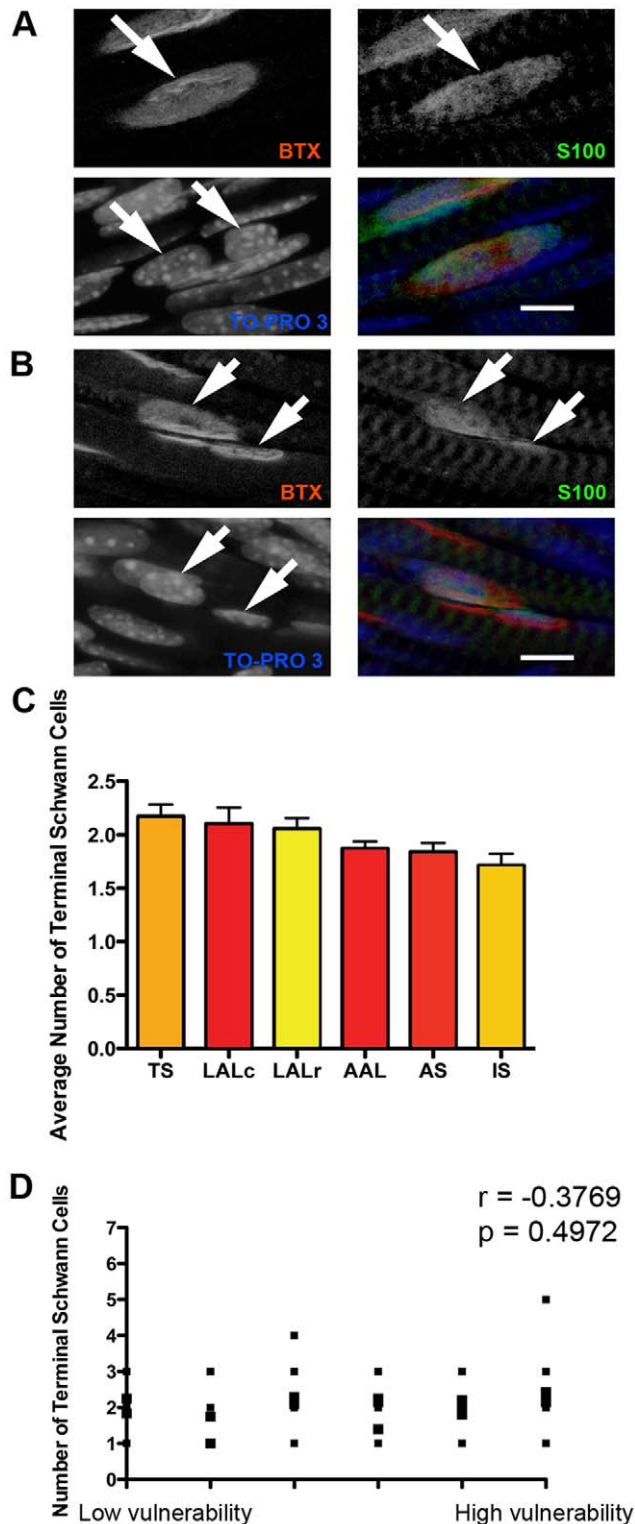 A
BTX
S100
TO-PRO 3
B
BTX
S100
TO-PRO 3
C
Average Number of Terminal Schwann Cells
2.5
2.0
1.5
1.0
0.5
0.0
TS LALc LALr AAL AS IS
D
r = -0.3769
p = 0.4972
Number of Terminal Schwann Cells
7
6
5
4
3
2
1
0
Low vulnerability High vulnerability